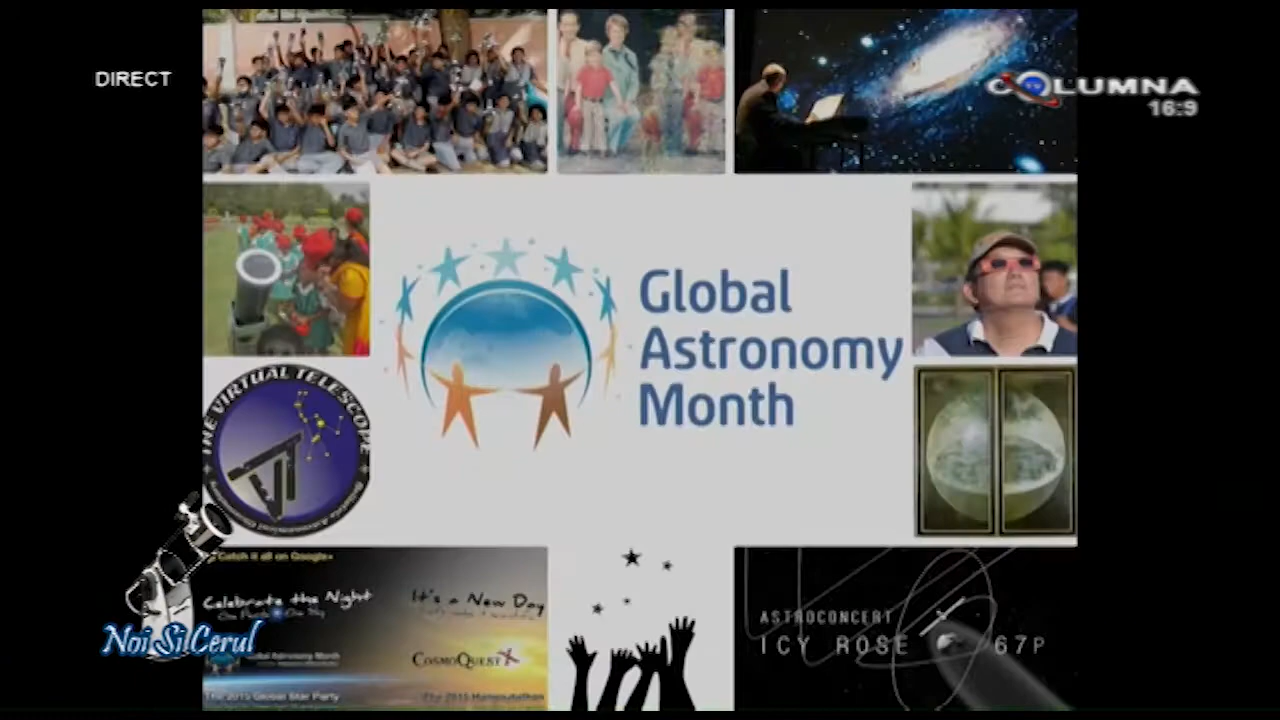 DIRECT
COLUMNA
TV
16:9
Global
Astronomy
Month
THE VIRTUAL TELESCOPE
VT
Catch it all on Google+
Celebrate the Night
It's a New Day
CosmoQuest
Global Astronomy Month
The 2015 Global Star Party
The 2015 Hangoutathon
Noi Si Cerul
ASTROCONCERT
ICY ROSE 67P